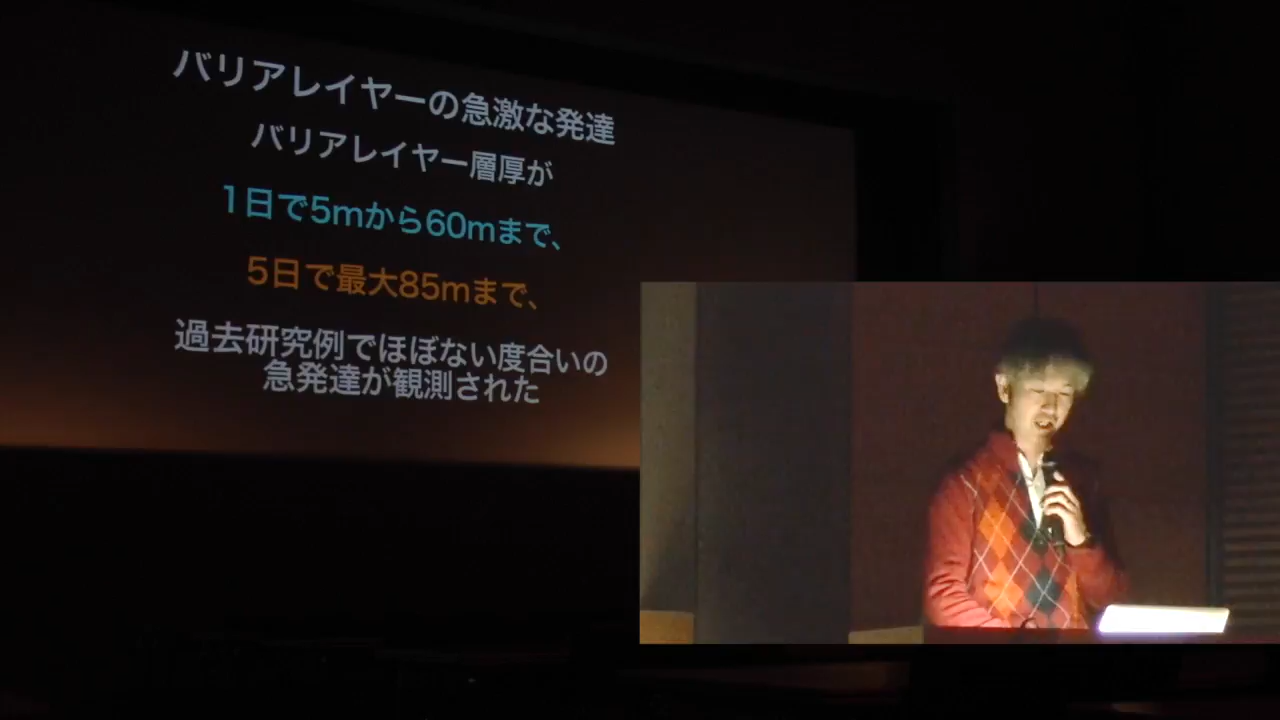 バリアレイヤーの急激な発達
バリアレイヤー層厚が
1日で5mから60mまで、
5日で最大85mまで、
過去研究例でほぼない度合いの
急発達が観測された